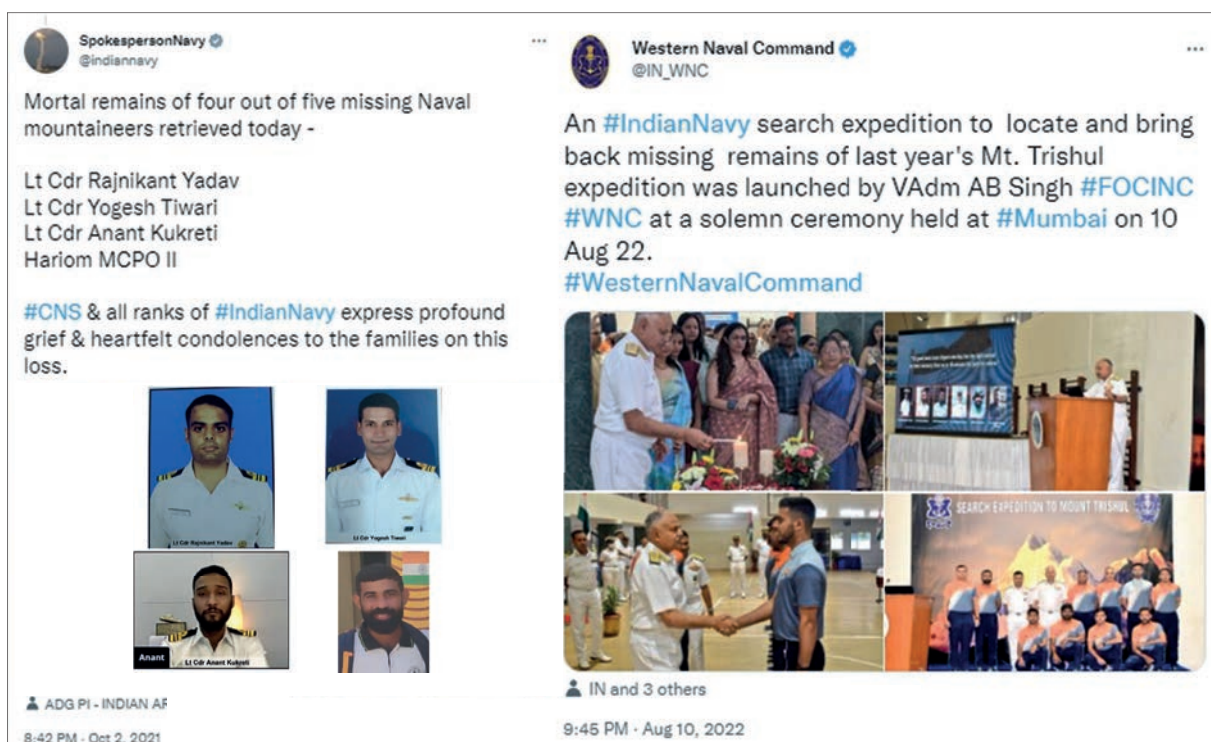 SpokespersonNavy
@indiannavy
Mortal remains of four out of five missing Naval
mountaineers retrieved today -
Lt Cdr Rajnikant Yadav
Lt Cdr Yogesh Tiwari
Lt Cdr Anant Kukreti
Hariom MCPO II
#CNS & all ranks of #IndianNavy express profound
grief & heartfelt condolences to the families on this
loss.
Lt Cdr Rajnikant Yadav
Lt Cdr Yogesh Tiwari
Anant
Lt Cdr Anant Kukreti
ADG PI - INDIAN AR
8:42 PM · Oct 2, 2021
Western Naval Command
@IN_WNC
An #IndianNavy search expedition to locate and bring
back missing remains of last year's Mt. Trishul
expedition was launched by VAdm AB Singh #FOCINC
#WNC at a solemn ceremony held at #Mumbai on 10
Aug 22.
#WesternNavalCommand
SEARCH EXPEDITION TO MOUNT TRISHUL
IN and 3 others
9:45 PM · Aug 10, 2022